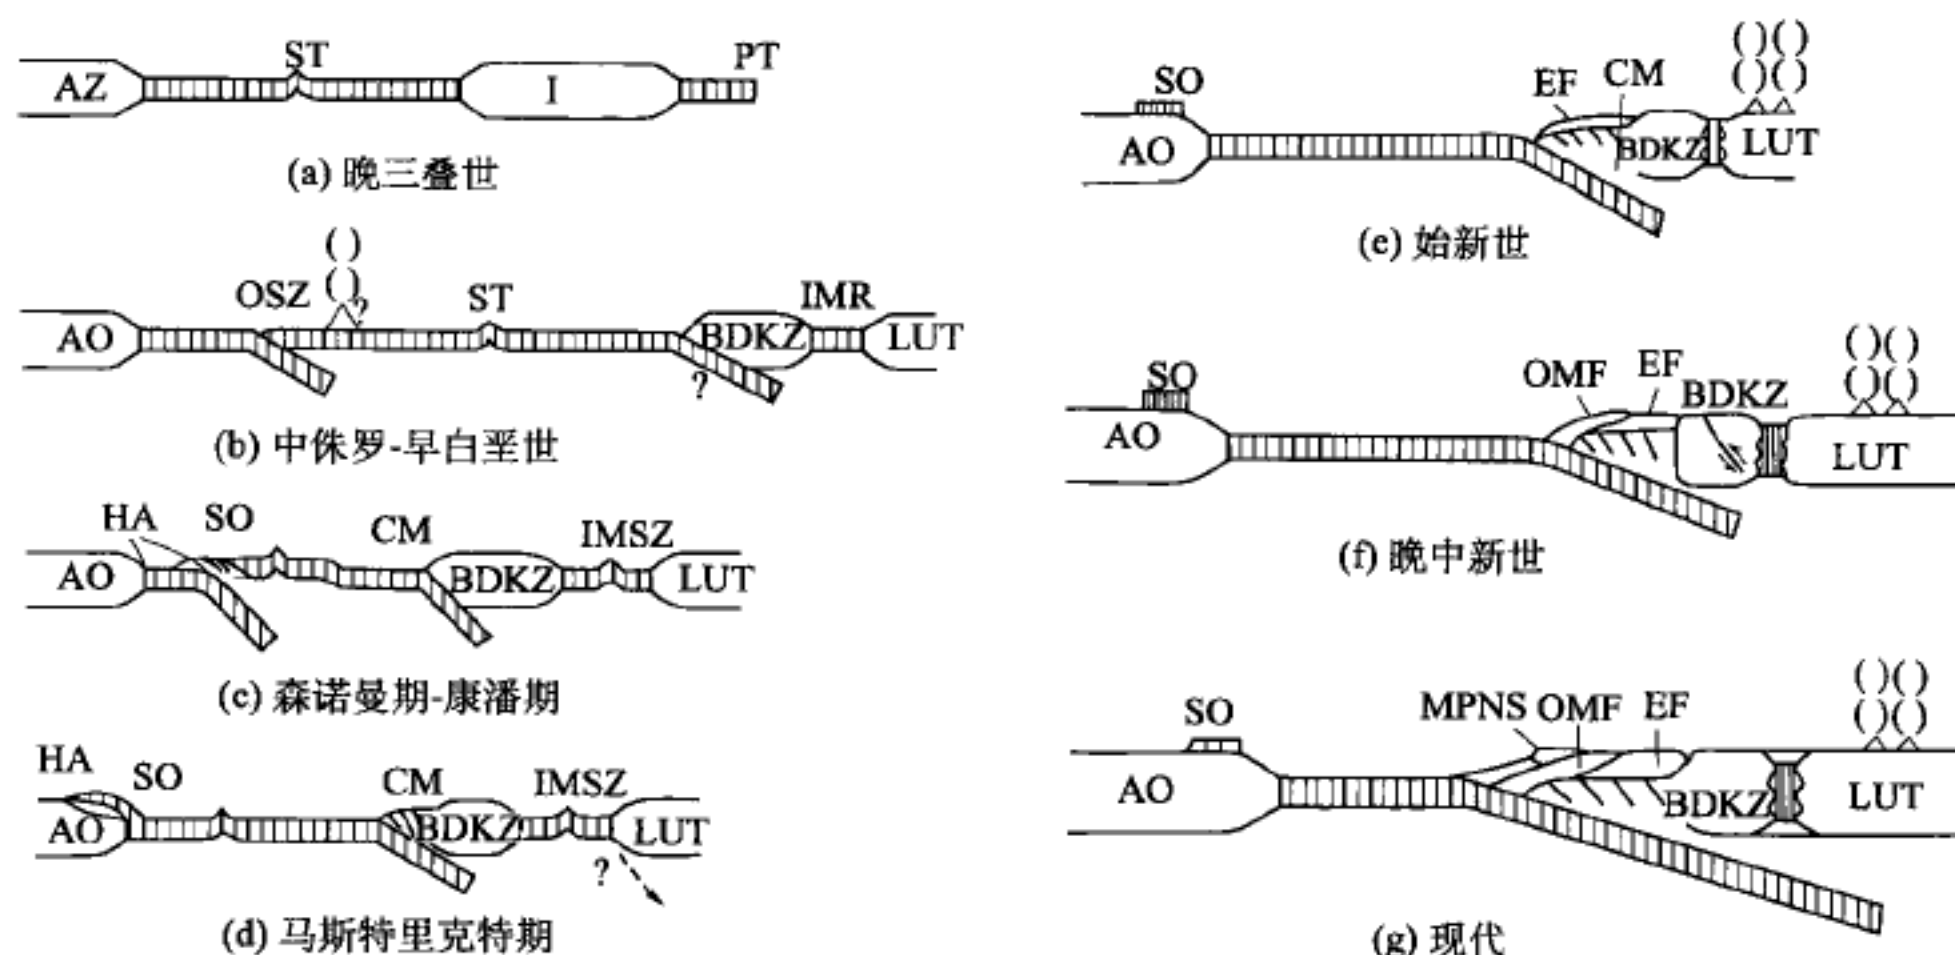 ST
PT
AZ
I
(a) 晚三叠世
OSZ
?
ST
IMR
AO
BDKZ
LUT
?
(b) 中侏罗-早白垩世
HA
SO
CM
IMSZ
AO
BDKZ
LUT
(c) 森诺曼期-康潘期
HA
SO
CM
IMSZ
AO
BDKZ
LUT
?
(d) 马斯特里克特期
SO
EF
CM
AO
BDKZ
LUT
(e) 始新世
SO
OMF
EF
BDKZ
AO
LUT
(f) 晚中新世
SO
MPNS
OMF
EF
AO
BDKZ
LUT
(g) 现代